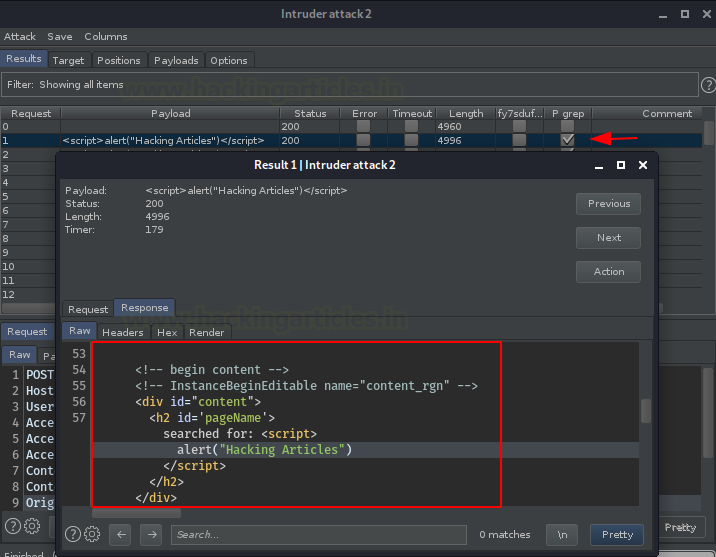 Intruder attack 2
Attack Save Columns
Results Target Positions Payloads Options
Filter: Showing all items
www.hackingarticles.in
Request Payload Status Error Timeout Length fy7sduf... P grep Comment
0 200 4960
1 <script>alert("Hacking Articles")</script> 200 4996
2
3
4
5
6
7
8
9
10
11
12
Result 1 | Intruder attack 2
Payload: <script>alert("Hacking Articles")</script>
Status: 200
Length: 4996
Timer: 179
Previous
Next
Action
Request Response
www.hackingarticles.in
Raw Headers Hex Render
53
54 <!-- begin content -->
55 <!-- InstanceBeginEditable name="content_rgn" -->
56 <div id="content">
57 <h2 id='pageName'>
searched for: <script>
alert("Hacking Articles")
</script>
</h2>
</div>
Search... 0 matches \n Pretty
Request
Raw Pa
1 POST
2 Host
3 User
4 Acce
5 Acce
6 Acce
7 Cont
8 Cont
9 Orig
Pretty
Finished